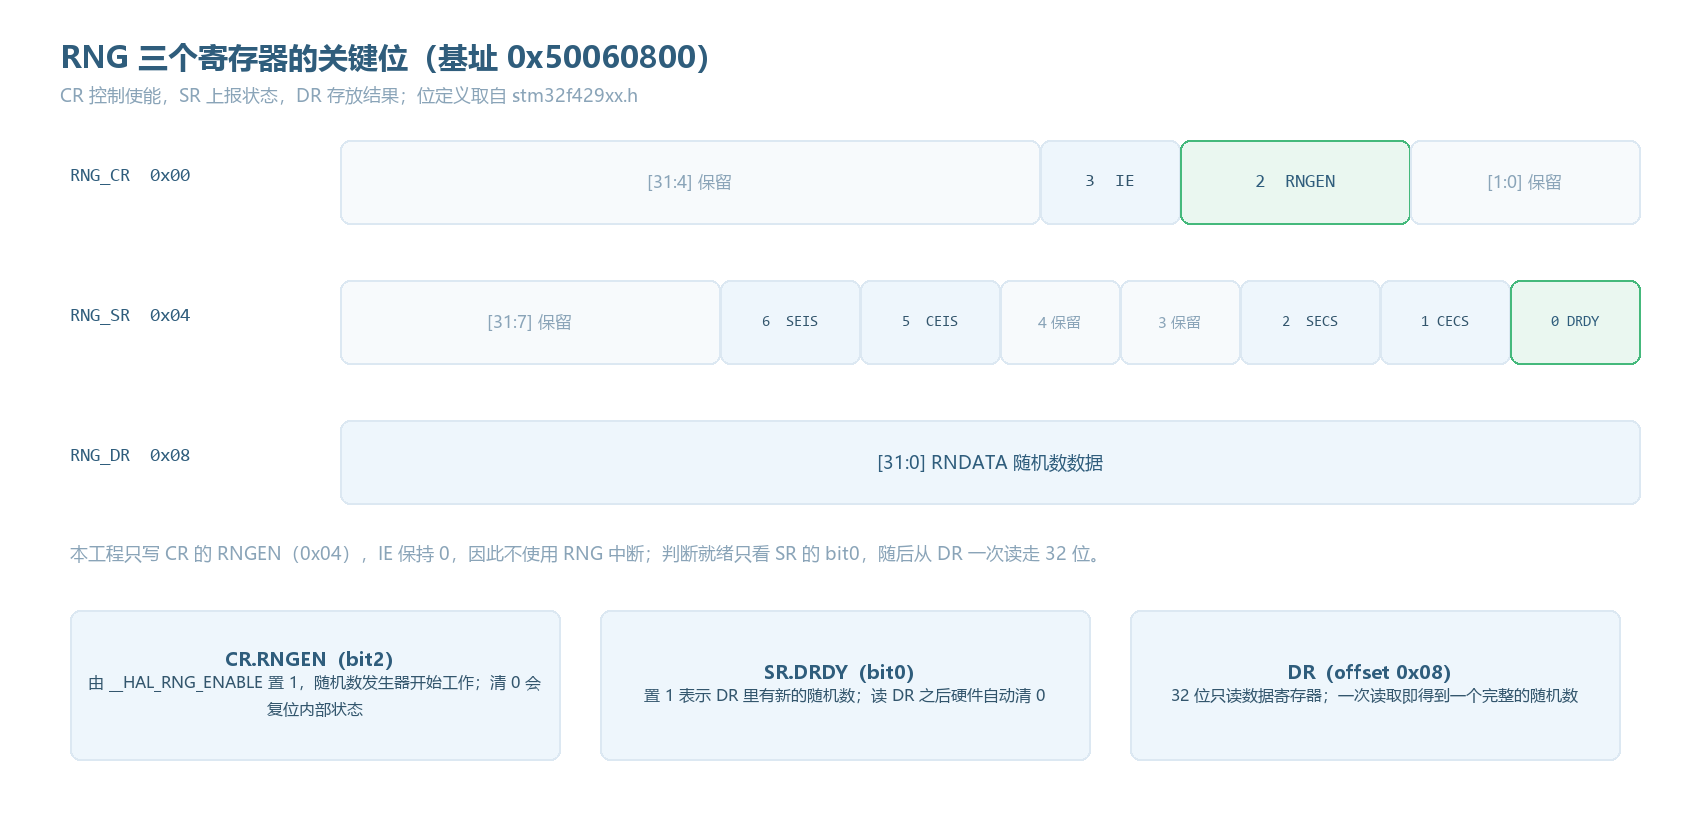 RNG 三个寄存器的关键位（基址 0x50060800）
CR 控制使能，SR 上报状态，DR 存放结果；位定义取自 stm32f429xx.h
RNG_CR 0x00
[31:4] 保留
3 IE
2 RNGEN
[1:0] 保留
RNG_SR 0x04
[31:7] 保留
6 SEIS
5 CEIS
4 保留
3 保留
2 SECS
1 CECS
0 DRDY
RNG_DR 0x08
[31:0] RNDATA 随机数数据
本工程只写 CR 的 RNGEN（0x04），IE 保持 0，因此不使用 RNG 中断；判断就绪只看 SR 的 bit0，随后从 DR 一次读走 32 位。
CR.RNGEN（bit2）
由 __HAL_RNG_ENABLE 置 1，随机数发生器开始工作；清 0 会
复位内部状态
SR.DRDY（bit0）
置 1 表示 DR 里有新的随机数；读 DR 之后硬件自动清 0
DR（offset 0x08）
32 位只读数据寄存器；一次读取即得到一个完整的随机数